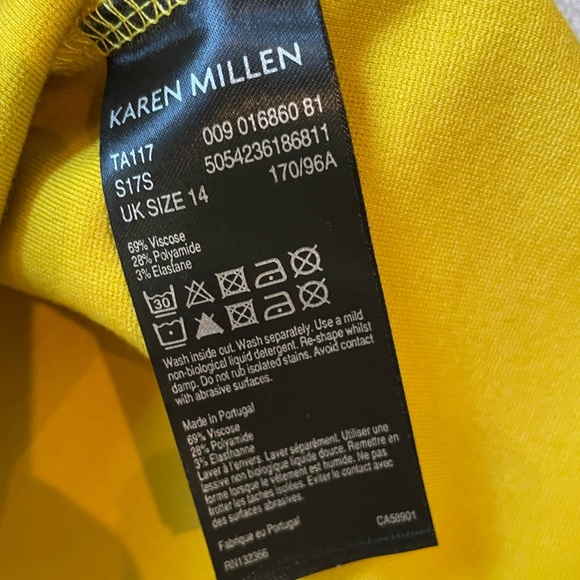 KAREN MILLEN
TA117 009 016860 81
S17S 5054236186811
UK SIZE 14 170/96A
69% Viscose
28% Polyamide
3% Elastane
30
Wash inside out. Wash separately. Use a mild
non-biological liquid detergent. Re-shape whilst
damp. Do not rub isolated stains. Avoid contact
with abrasive surfaces.
Made in Portugal
69% Viscose
28% Polyamide
3% Elasthanne
Laver à l'envers. Laver séparément. Utiliser une
lessive non biologique liquide douce. Remettre en
forme lorsque le vêtement est humide. Ne pas
frotter les taches isolées. Eviter le contact avec
des surfaces abrasives.
Fabrique eu Portugal
RN132366 CA58901